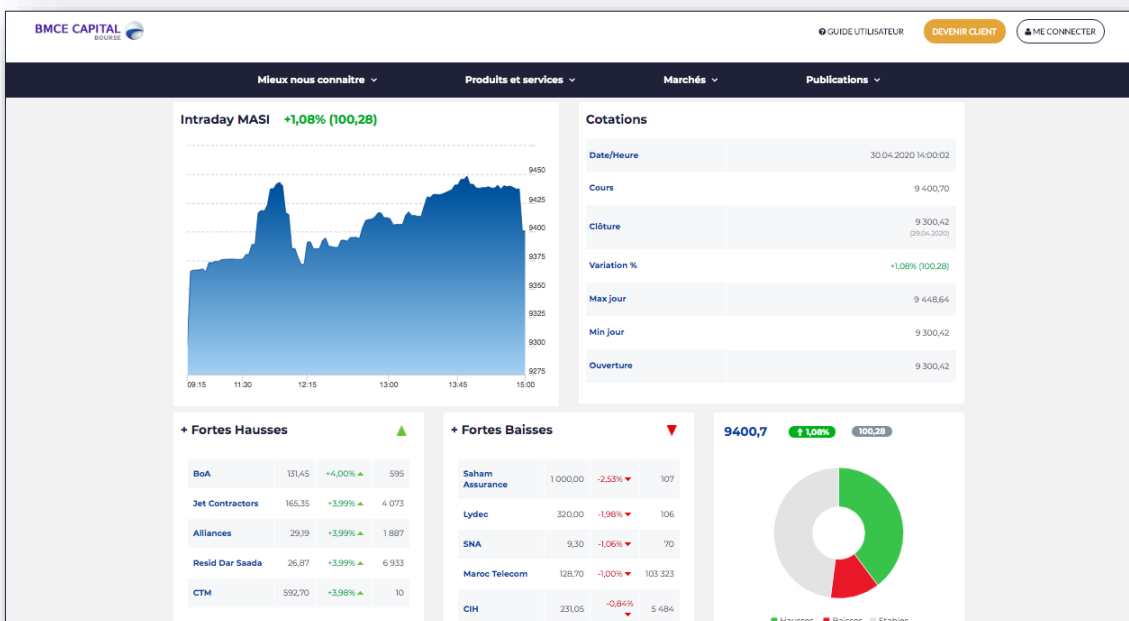 BMCE CAPITAL
BOURSE
GUIDE UTILISATEUR
DEVENIR CLIENT
ME CONNECTER
Mieux nous connaitre
Produits et services
Marchés
Publications
Intraday MASI +1,08% (100,28)
9450
9425
9400
9375
9350
9325
9300
9275
09:15 11:30 12:15 13:00 13:45 15:00
Cotations
Date/Heure 30.04.2020 14:00:02
Cours 9 400,70
Clôture 9 300,42
(29.04.2020)
Variation % +1,08% (100,28)
Max jour 9 448,64
Min jour 9 300,42
Ouverture 9 300,42
+ Fortes Hausses
BoA 131,45 +4,00% 595
Jet Contractors 165,35 +3,99% 4 073
Alliances 29,19 +3,99% 1 887
Resid Dar Saada 26,87 +3,99% 6 933
CTM 592,70 +3,98% 10
+ Fortes Baisses
Saham
Assurance 1 000,00 -2,53% 107
Lydec 320,00 -1,98% 106
SNA 9,30 -1,06% 70
Maroc Telecom 128,70 -1,00% 103 323
CIH 231,05 -0,84% 5 484
9400,7 1,08% 100,28
Hausses Baisses Stables